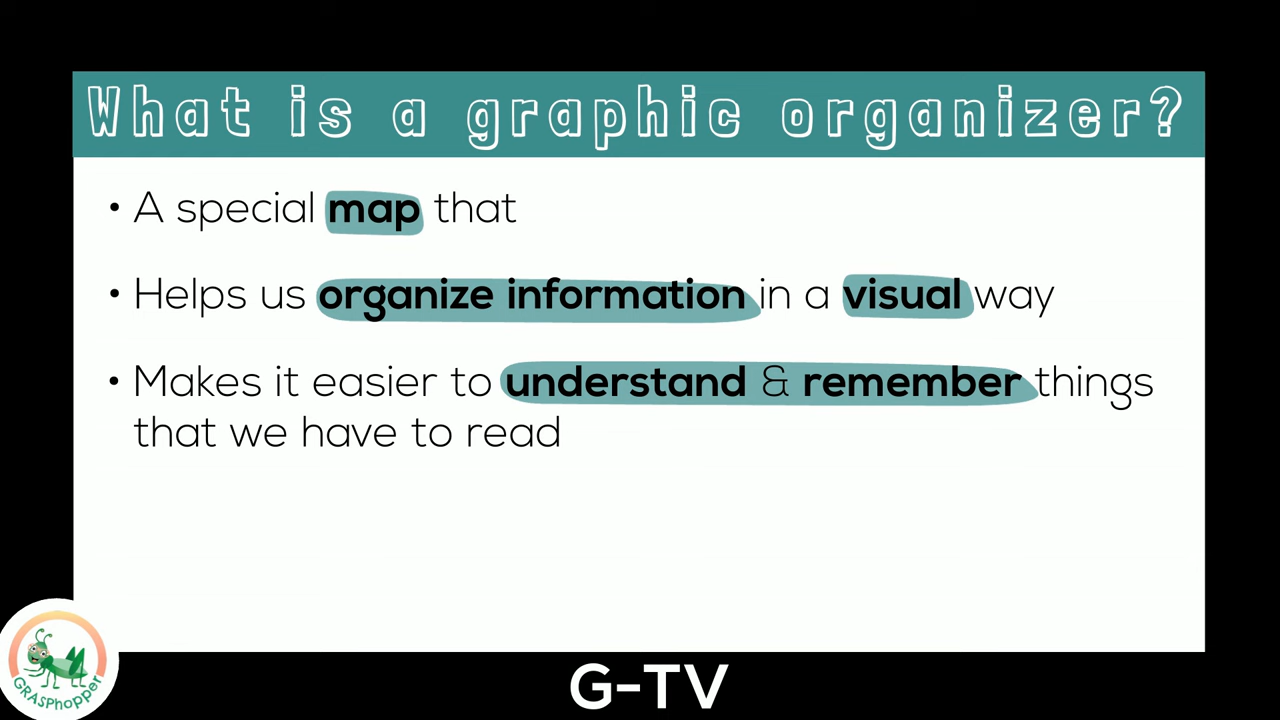 What is a graphic organizer?
• A special map that
• Helps us organize information in a visual way
• Makes it easier to understand & remember things
that we have to read
GRASPhopper
G-TV